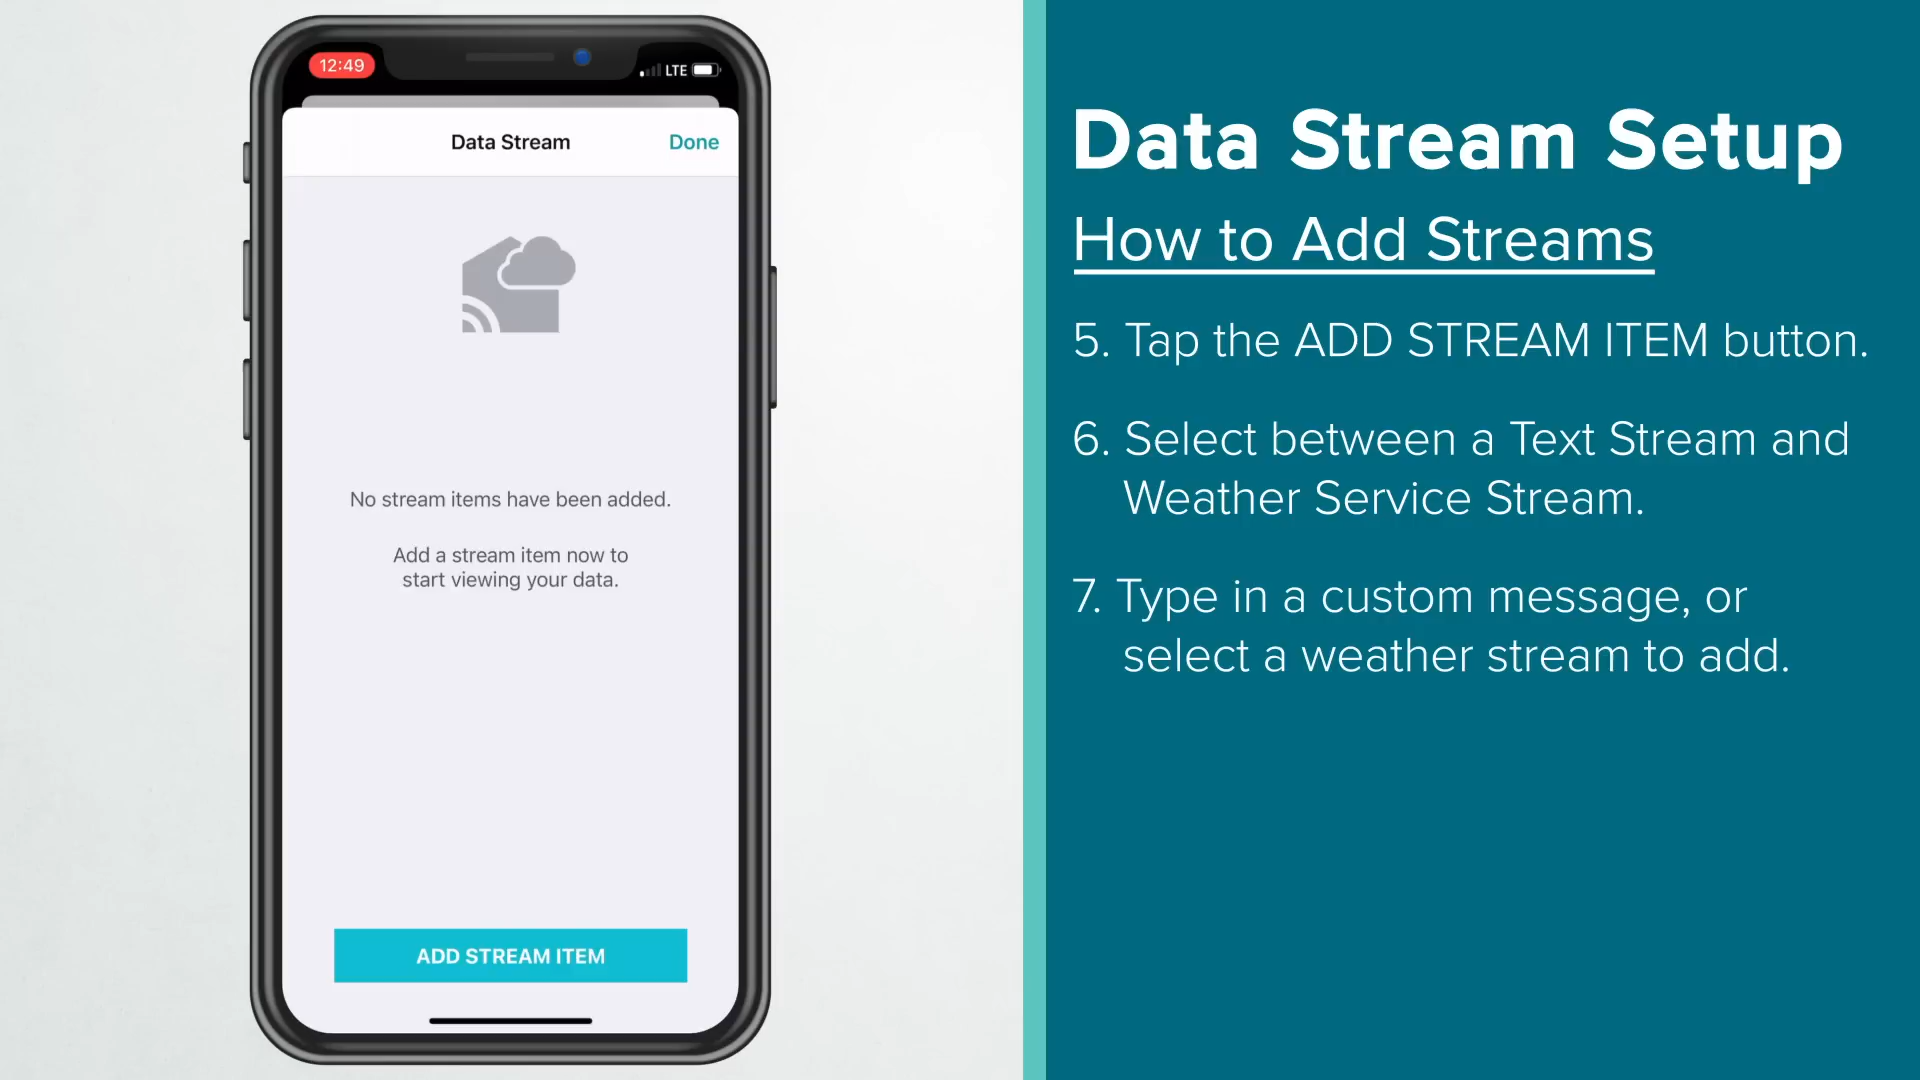 12:49
LTE
Data Stream
Done
No stream items have been added.
Add a stream item now to
start viewing your data.
ADD STREAM ITEM
Data Stream Setup
How to Add Streams
5. Tap the ADD STREAM ITEM button.
6. Select between a Text Stream and
Weather Service Stream.
7. Type in a custom message, or
select a weather stream to add.